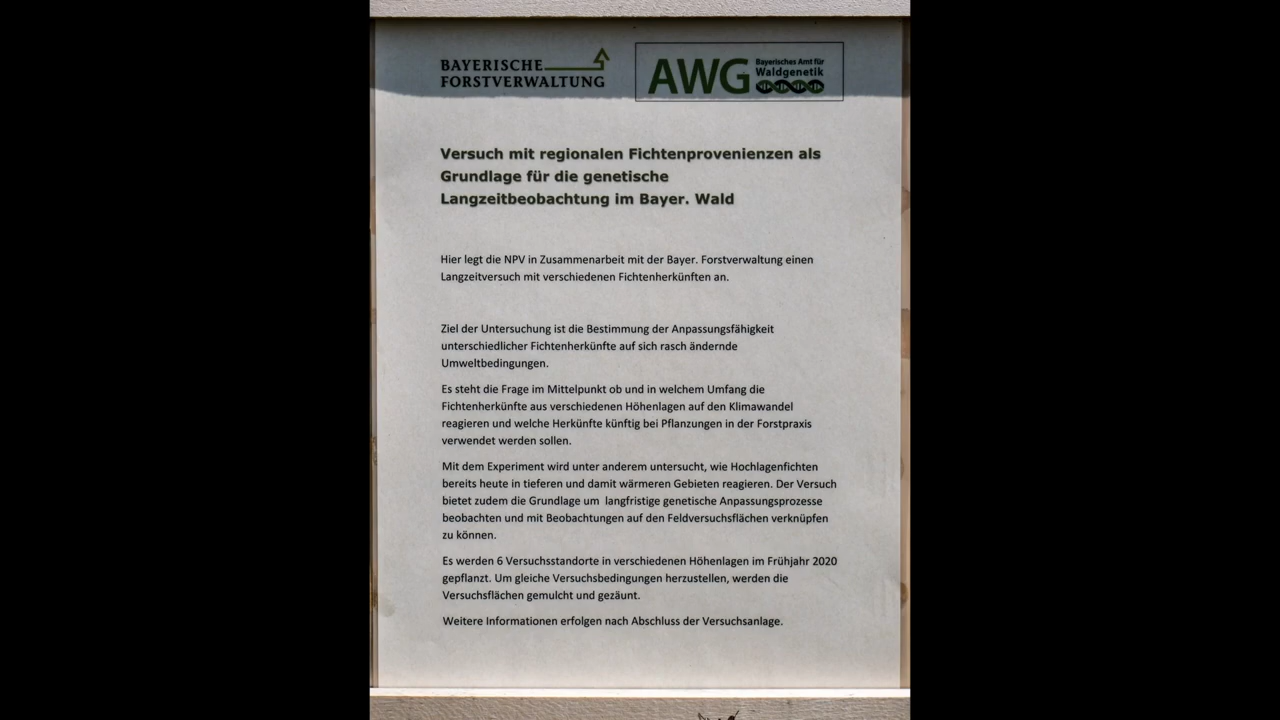 BAYERISCHE
FORSTVERWALTUNG
AWG
Bayerisches Amt für
Waldgenetik
Versuch mit regionalen Fichtenprovenienzen als
Grundlage für die genetische
Langzeitbeobachtung im Bayer. Wald
Hier legt die NPV in Zusammenarbeit mit der Bayer. Forstverwaltung einen
Langzeitversuch mit verschiedenen Fichtenherkünften an.
Ziel der Untersuchung ist die Bestimmung der Anpassungsfähigkeit
unterschiedlicher Fichtenherkünfte auf sich rasch ändernde
Umweltbedingungen.
Es steht die Frage im Mittelpunkt ob und in welchem Umfang die
Fichtenherkünfte aus verschiedenen Höhenlagen auf den Klimawandel
reagieren und welche Herkünfte künftig bei Pflanzungen in der Forstpraxis
verwendet werden sollen.
Mit dem Experiment wird unter anderem untersucht, wie Hochlagenfichten
bereits heute in tieferen und damit wärmeren Gebieten reagieren. Der Versuch
bietet zudem die Grundlage um langfristige genetische Anpassungsprozesse
beobachten und mit Beobachtungen auf den Feldversuchsflächen verknüpfen
zu können.
Es werden 6 Versuchsstandorte in verschiedenen Höhenlagen im Frühjahr 2020
gepflanzt. Um gleiche Versuchsbedingungen herzustellen, werden die
Versuchsflächen gemulcht und gezäunt.
Weitere Informationen erfolgen nach Abschluss der Versuchsanlage.